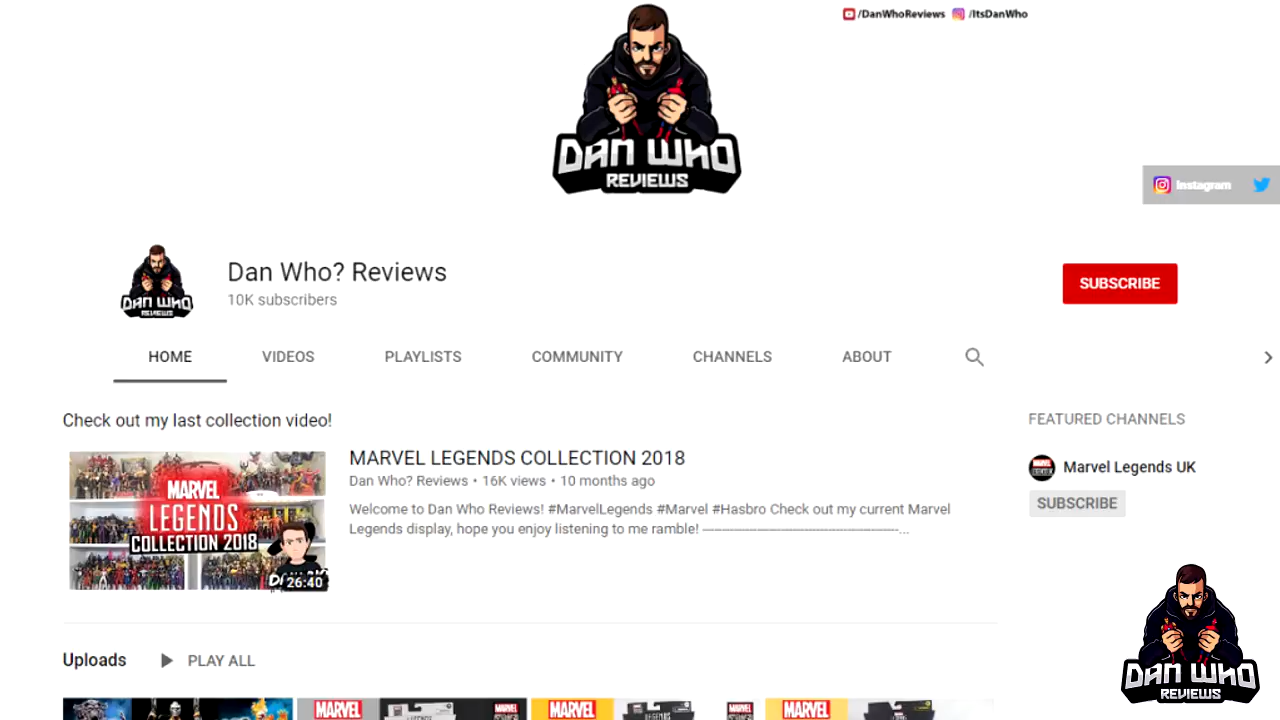 /DanWhoReviews /ItsDanWho
DAN WHO
REVIEWS
Instagram
DAN WHO
REVIEWS
Dan Who? Reviews
10K subscribers
SUBSCRIBE
HOME VIDEOS PLAYLISTS COMMUNITY CHANNELS ABOUT
Check out my last collection video!
MARVEL
LEGENDS
COLLECTION 2018
26:40
MARVEL LEGENDS COLLECTION 2018
Dan Who? Reviews • 16K views • 10 months ago
Welcome to Dan Who Reviews! #MarvelLegends #Marvel #Hasbro Check out my current Marvel
Legends display, hope you enjoy listening to me ramble! ----------------------------------------------------...
FEATURED CHANNELS
Marvel Legends UK
SUBSCRIBE
DAN WHO
REVIEWS
Uploads PLAY ALL
MARVEL MARVEL MARVEL